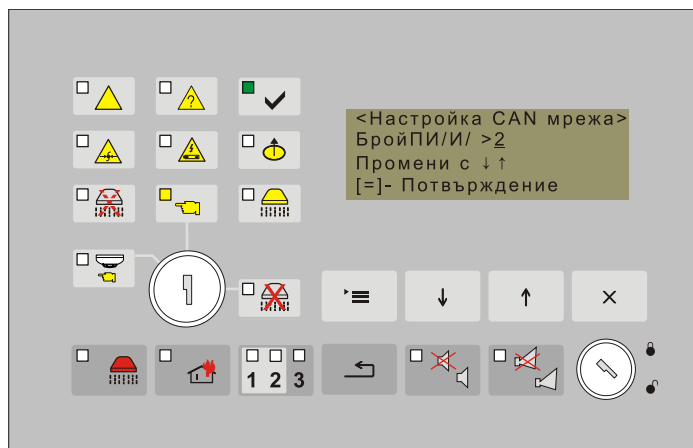 <Настройка CAN мрежа>
БройПИ/И/ >2
Промени с ↓↑
[=]- Потвърждение
?
1 2 3